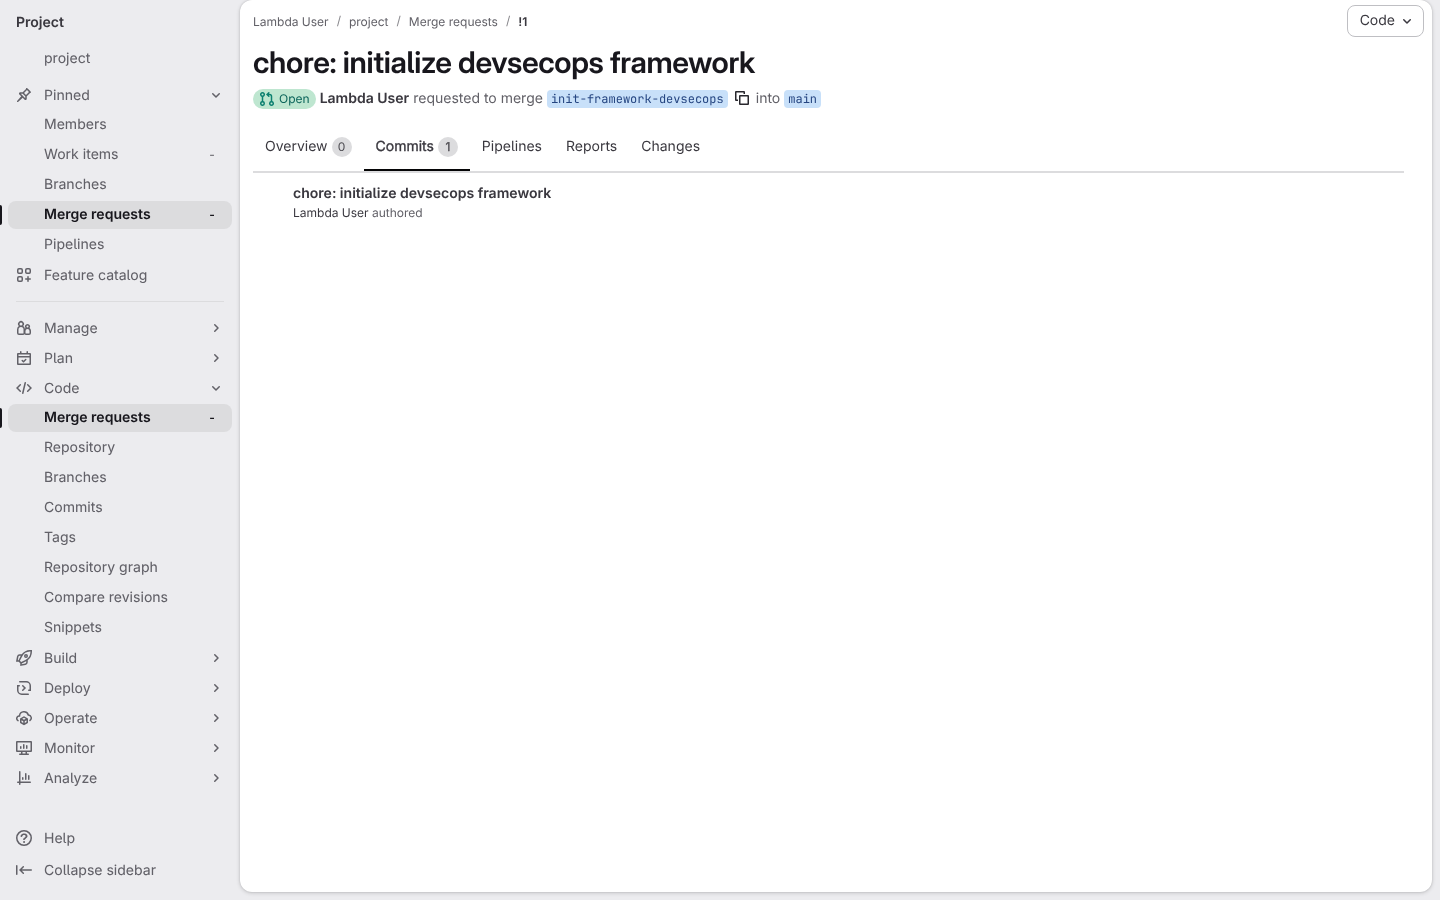 Project
project
Pinned
Members
Work items -
Branches
Merge requests -
Pipelines
Feature catalog
Manage
Plan
Code
Merge requests -
Repository
Branches
Commits
Tags
Repository graph
Compare revisions
Snippets
Build
Deploy
Operate
Monitor
Analyze
Help
Collapse sidebar
Lambda User / project / Merge requests / !1
Code
chore: initialize devsecops framework
Open Lambda User requested to merge init-framework-devsecops into main
Overview 0 Commits 1 Pipelines Reports Changes
chore: initialize devsecops framework
Lambda User authored